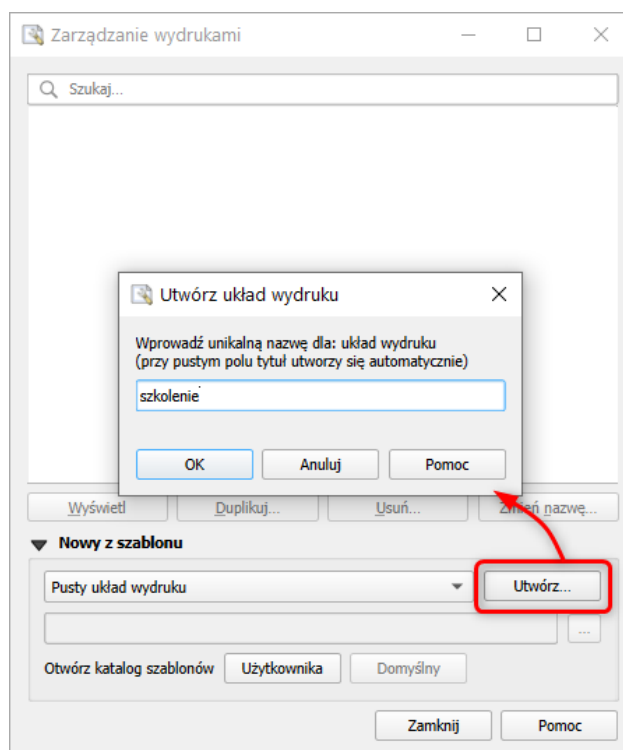 Zarządzanie wydrukami
Szukaj...
Utwórz układ wydruku
Wprowadź unikalną nazwę dla: układ wydruku
(przy pustym polu tytuł utworzy się automatycznie)
szkolenie
OK Anuluj Pomoc
Wyświetl Duplikuj... Usuń... Zmień nazwę...
Nowy z szablonu
Pusty układ wydruku Utwórz...
...
Otwórz katalog szablonów Użytkownika Domyślny
Zamknij Pomoc